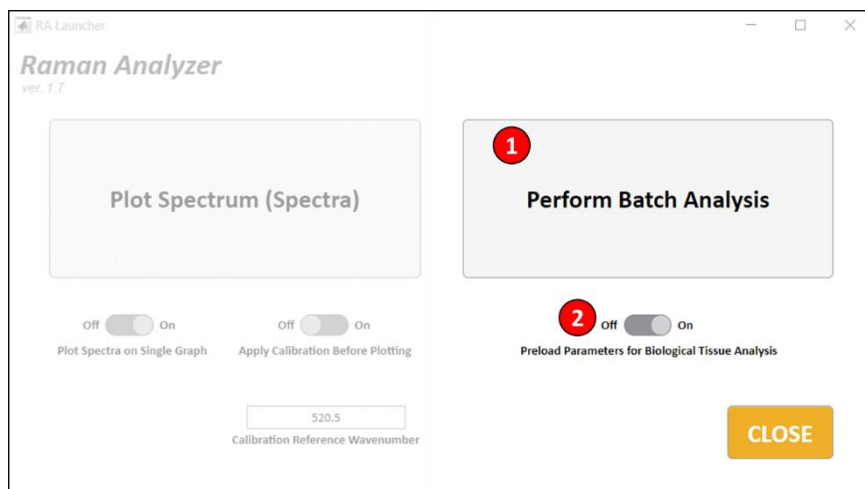 RA Launcher
Raman Analyzer
ver. 1.7
Plot Spectrum (Spectra)
Off On
Plot Spectra on Single Graph
Off On
Apply Calibration Before Plotting
520.5
Calibration Reference Wavenumber
1
Perform Batch Analysis
2
Off On
Preload Parameters for Biological Tissue Analysis
CLOSE